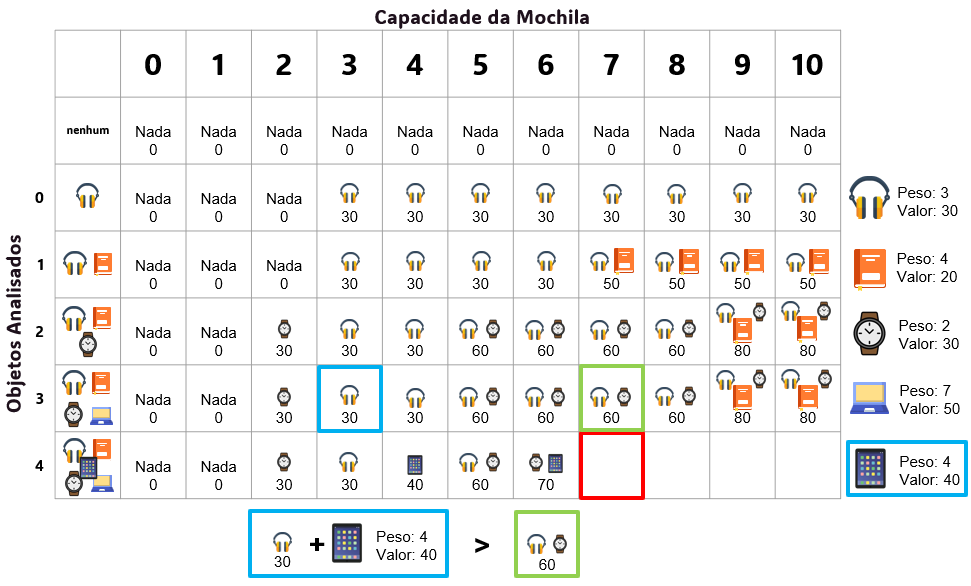 Capacidade da Mochila
0 1 2 3 4 5 6 7 8 9 10
Objetos Analisados
nenhum
Nada Nada Nada Nada Nada Nada Nada Nada Nada Nada Nada
0 0 0 0 0 0 0 0 0 0 0
0
Nada Nada Nada
0 0 0 30 30 30 30 30 30 30 30
Peso: 3
Valor: 30
1
Nada Nada Nada
0 0 0 30 30 30 30 50 50 50 50
Peso: 4
Valor: 20
2
Nada Nada
0 0 30 30 30 60 60 60 60 80 80
Peso: 2
Valor: 30
3
Nada Nada
0 0 30 30 30 60 60 60 60 80 80
Peso: 7
Valor: 50
4
Nada Nada
0 0 30 30 40 60 70
Peso: 4
Valor: 40
30
+
Peso: 4
Valor: 40
>
60